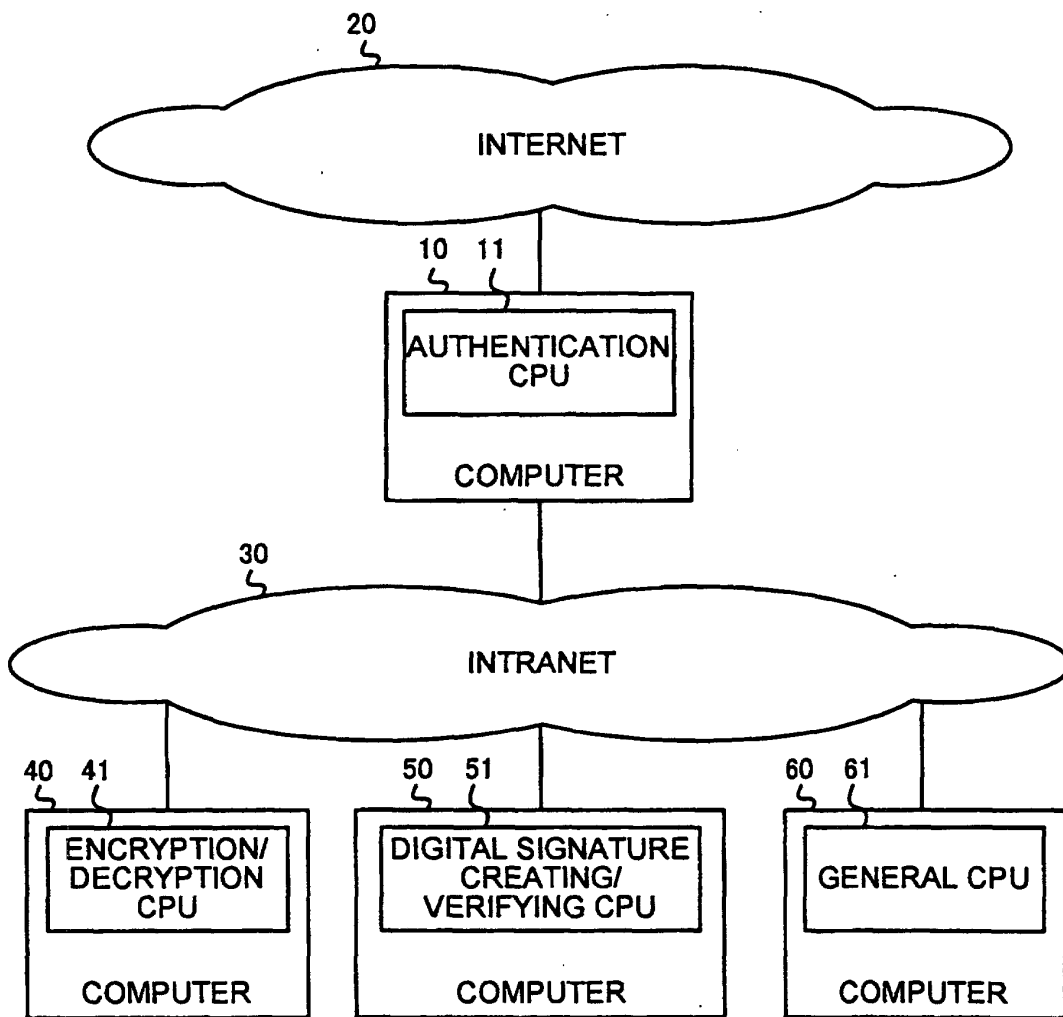 20
INTERNET
10 11
AUTHENTICATION
CPU
COMPUTER
30
INTRANET
40 41
ENCRYPTION/
DECRYPTION
CPU
COMPUTER
50 51
DIGITAL SIGNATURE
CREATING/
VERIFYING CPU
COMPUTER
60 61
GENERAL CPU
COMPUTER